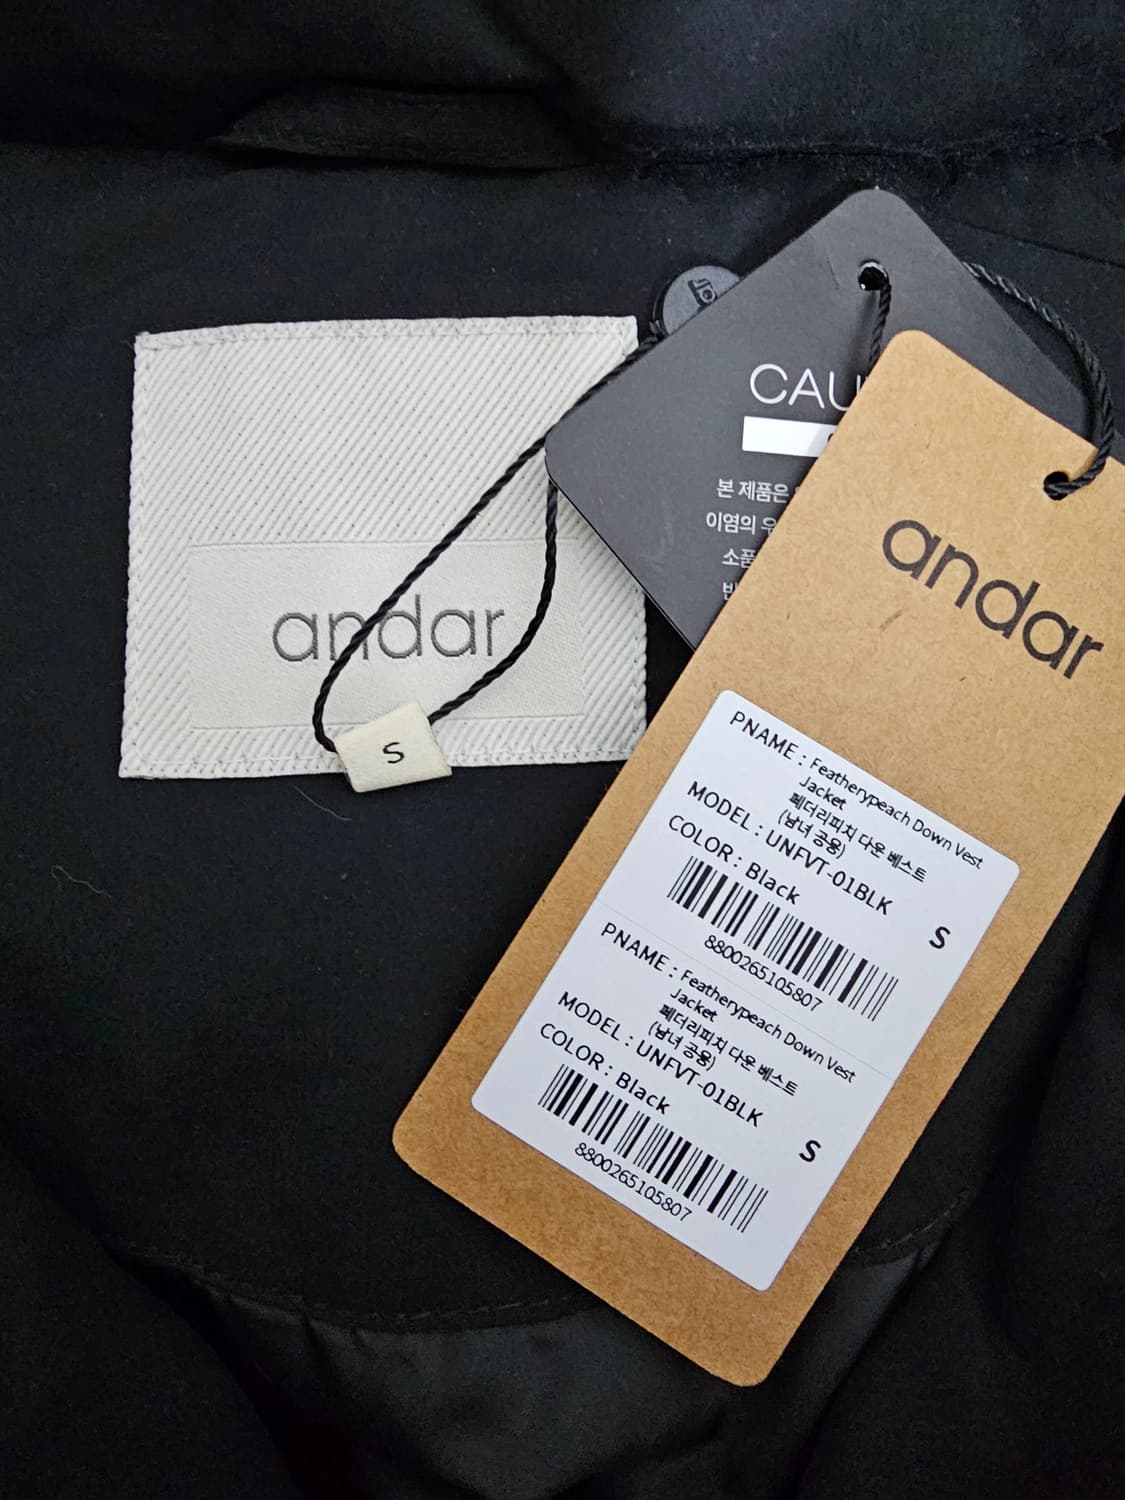 andar
S
CAU
본 제품은
이염의 우
소품
andar
PNAME : Featherypeach Down Vest
Jacket
페더리피치 다운 베스트
(남녀 공용)
MODEL : UNFVT-01BLK
COLOR : Black
S
8800265105807
PNAME : Featherypeach Down Vest
Jacket
페더리피치 다운 베스트
(남녀 공용)
MODEL : UNFVT-01BLK
COLOR : Black
S
8800265105807